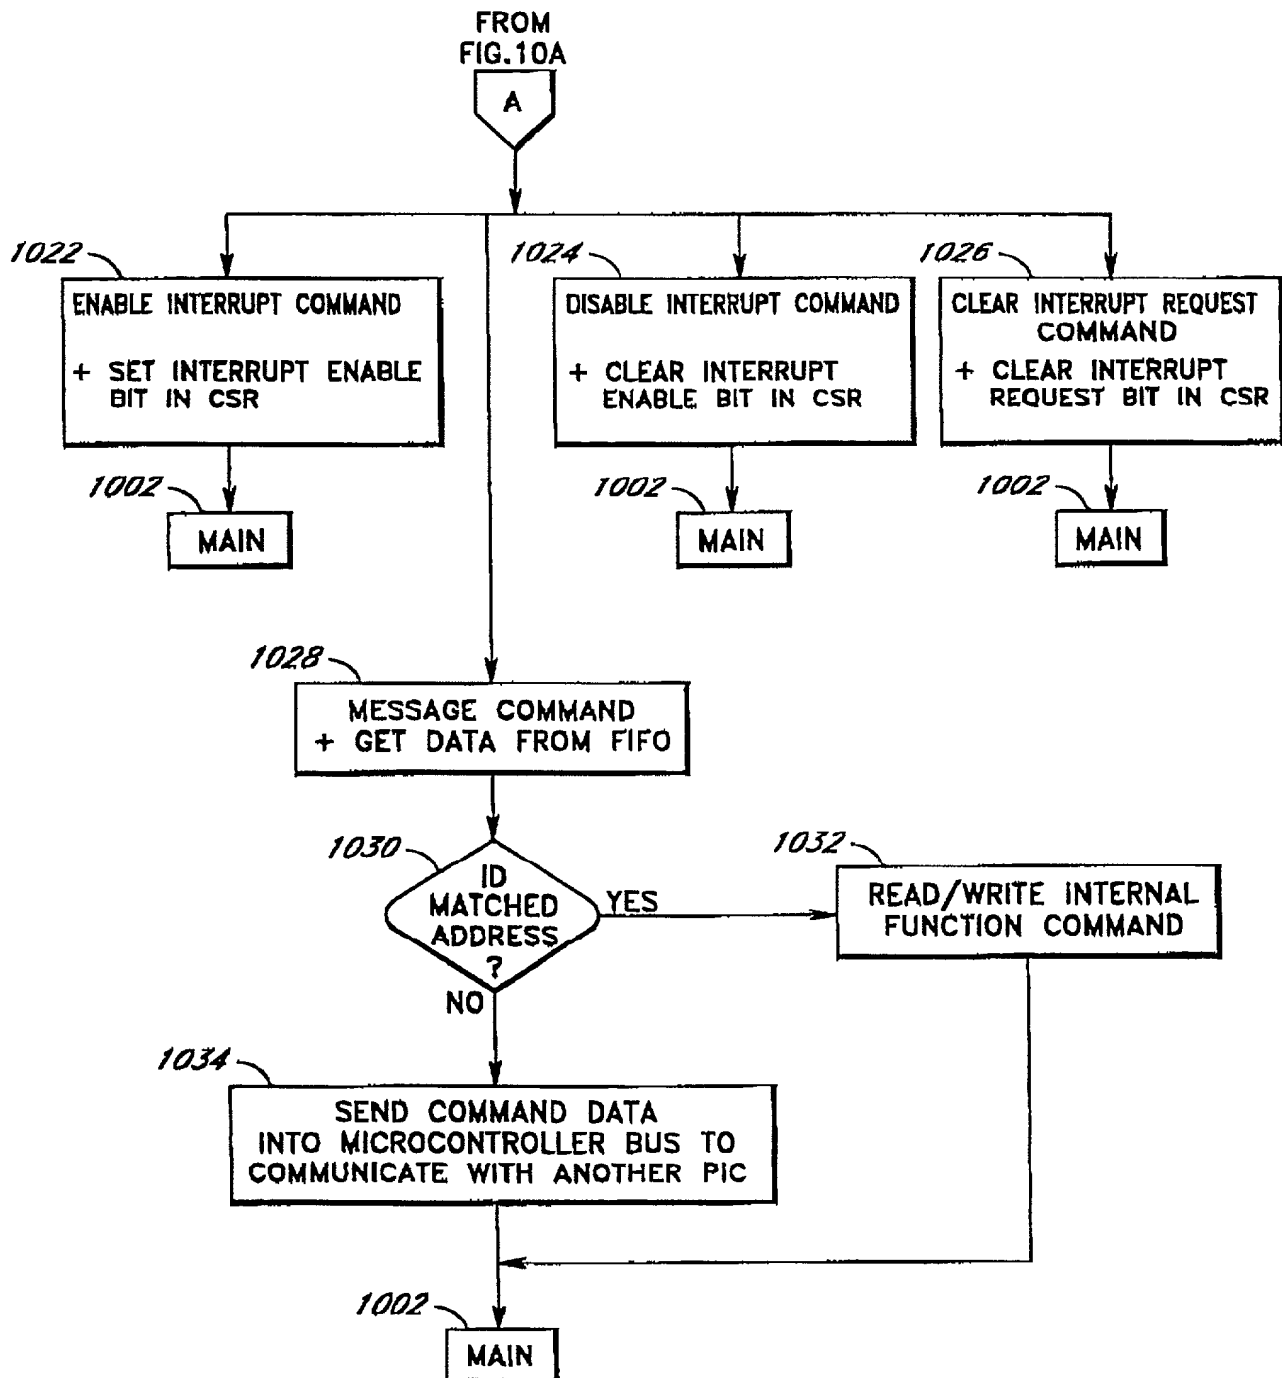 FROM
FIG.10A
A
1022
ENABLE INTERRUPT COMMAND
+ SET INTERRUPT ENABLE
BIT IN CSR
1002
MAIN
1024
DISABLE INTERRUPT COMMAND
+ CLEAR INTERRUPT
ENABLE BIT IN CSR
1002
MAIN
1026
CLEAR INTERRUPT REQUEST
COMMAND
+ CLEAR INTERRUPT
REQUEST BIT IN CSR
1002
MAIN
1028
MESSAGE COMMAND
+ GET DATA FROM FIFO
1030
ID
MATCHED
ADDRESS
?
YES
NO
1032
READ/WRITE INTERNAL
FUNCTION COMMAND
1034
SEND COMMAND DATA
INTO MICROCONTROLLER BUS TO
COMMUNICATE WITH ANOTHER PIC
1002
MAIN